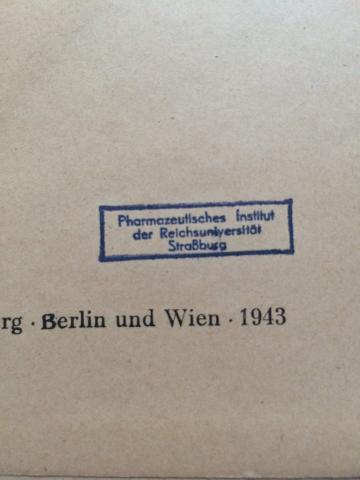 Pharmazeutisches Institut
der Reichsuniversität
Straßburg
rg · Berlin und Wien · 1943